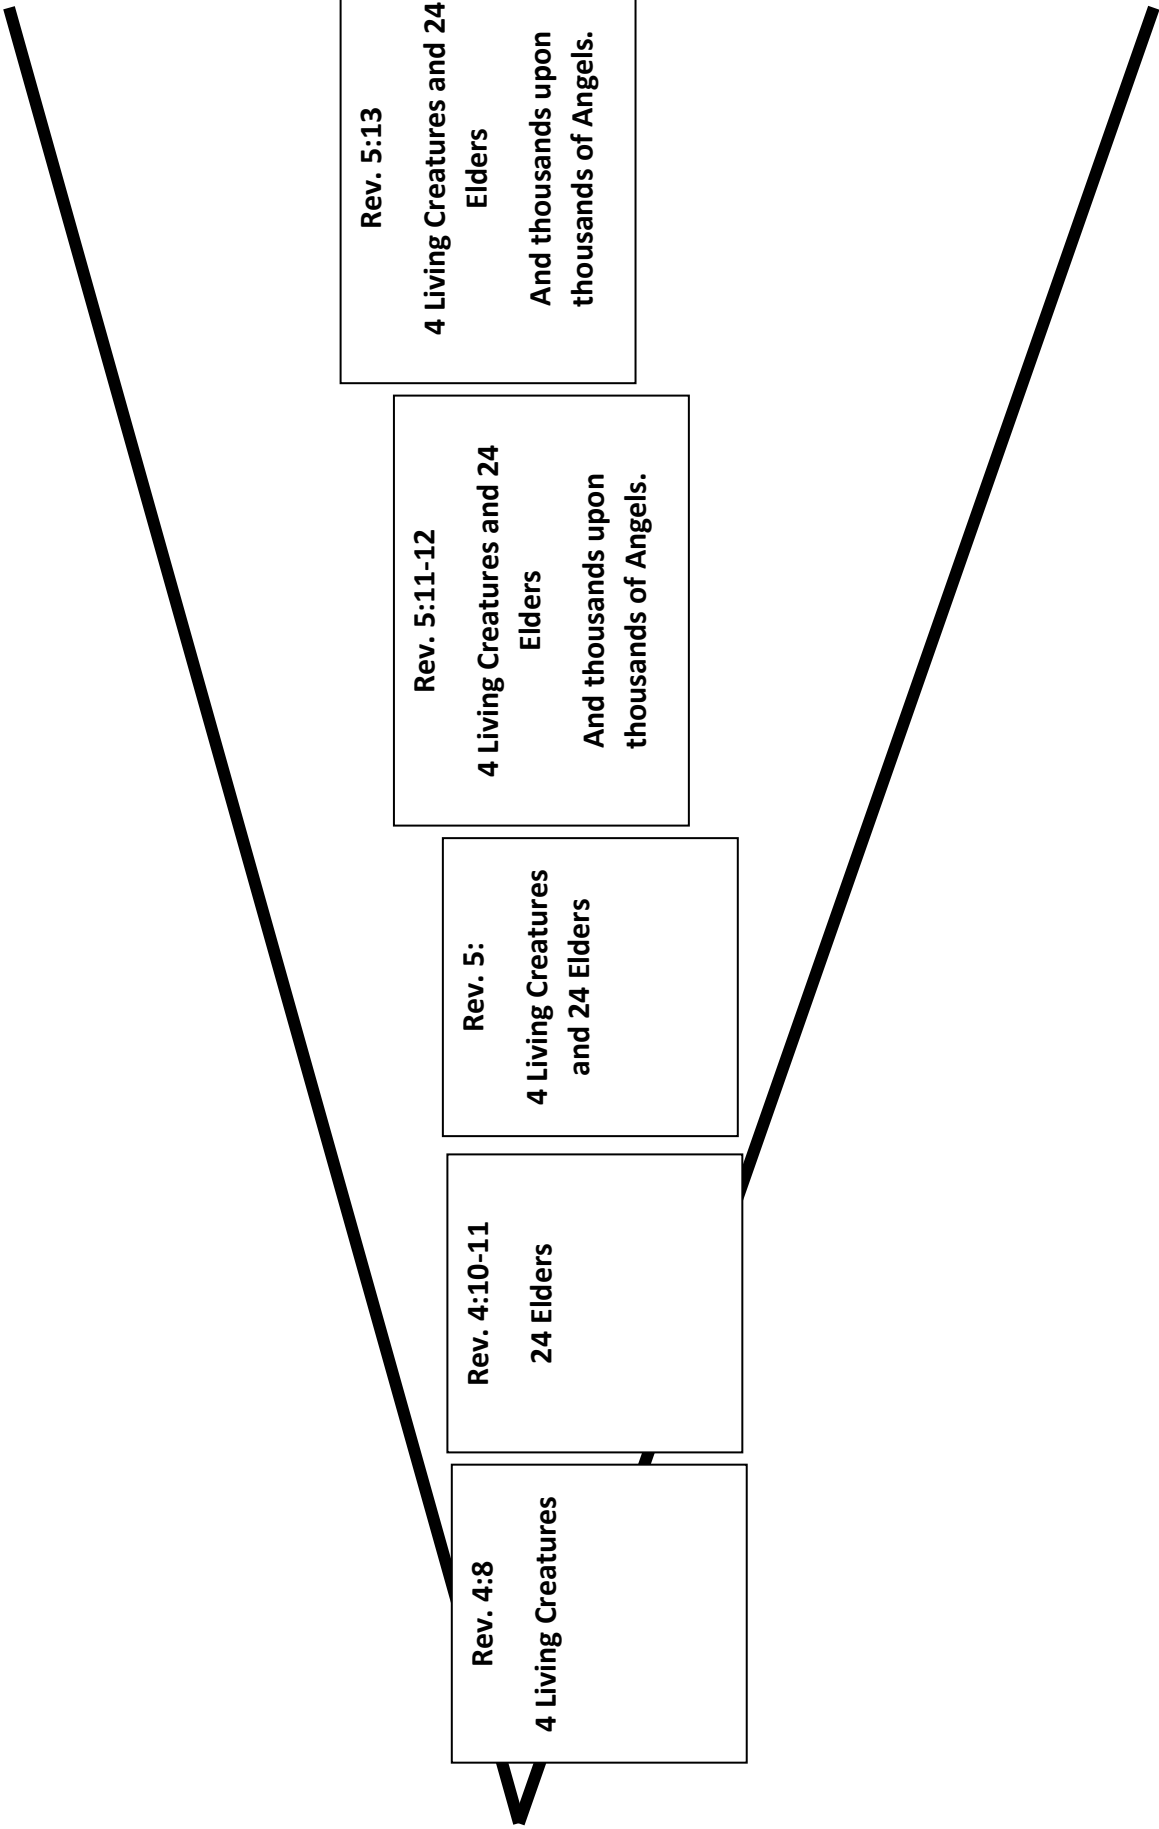 Rev. 4:8
4 Living Creatures
Rev. 4:10-11
24 Elders
Rev. 5:
4 Living Creatures
and 24 Elders
Rev. 5:11-12
4 Living Creatures and 24
Elders
And thousands upon
thousands of Angels.
Rev. 5:13
4 Living Creatures and 24
Elders
And thousands upon
thousands of Angels.